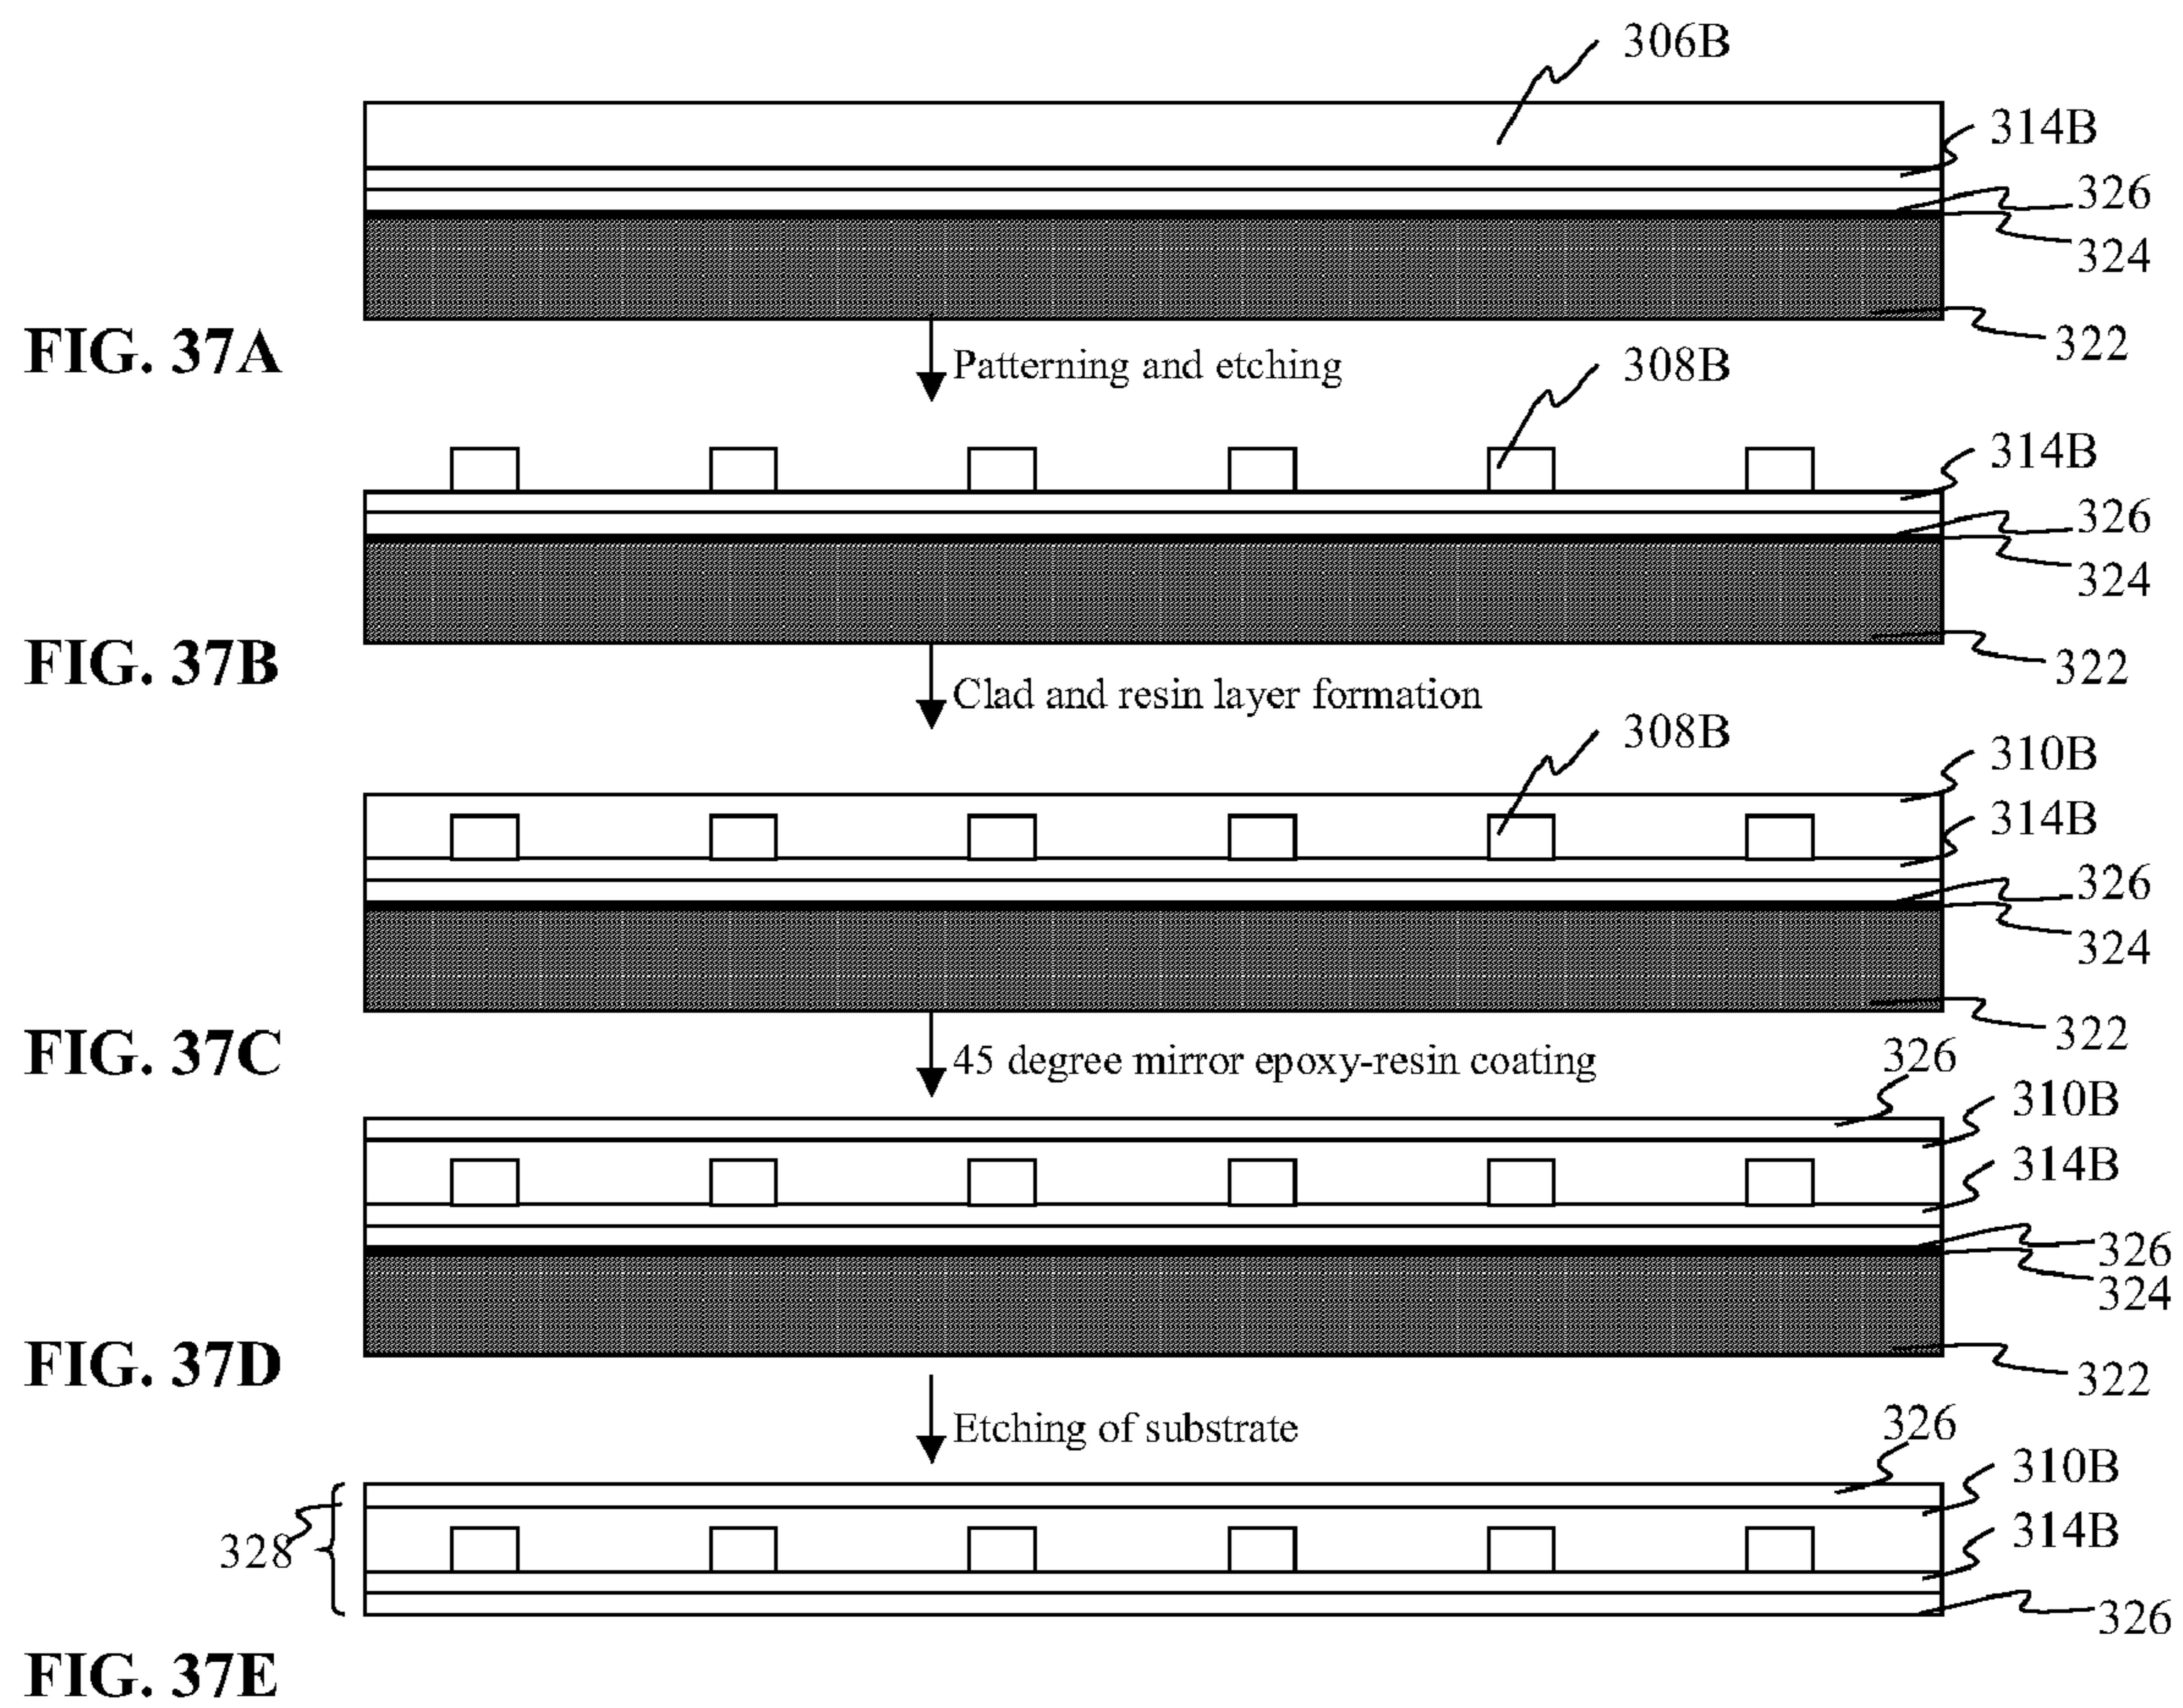 306B
314B
326
324
322
FIG. 37A
Patterning and etching
308B
314B
326
324
322
FIG. 37B
Clad and resin layer formation
308B
310B
314B
326
324
322
FIG. 37C
45 degree mirror epoxy-resin coating
326
310B
314B
326
324
322
FIG. 37D
Etching of substrate
326
310B
328
314B
326
FIG. 37E